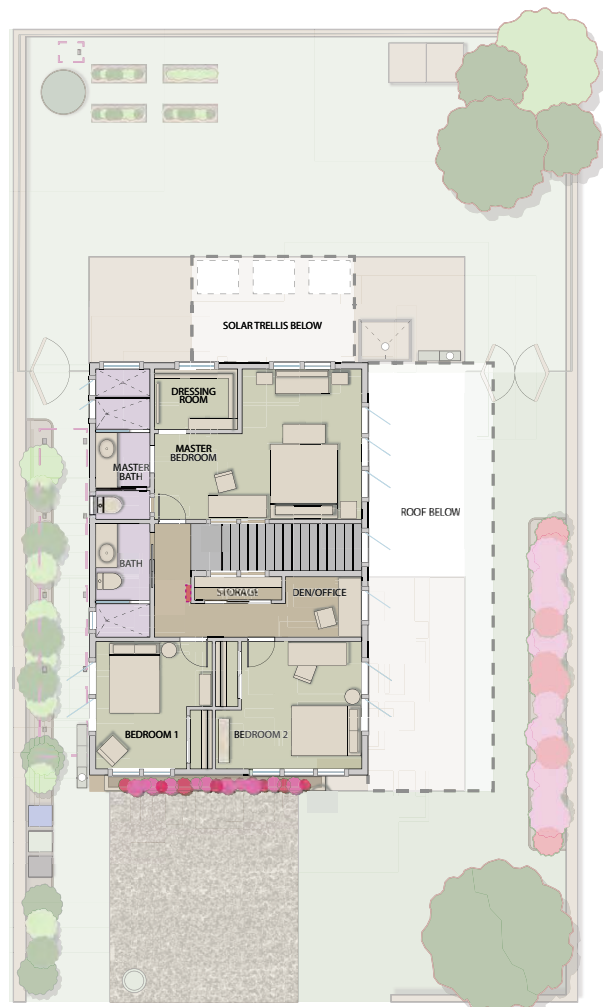 SOLAR TRELLIS BELOW
DRESSING
ROOM
MASTER
BEDROOM
MASTER
BATH
ROOF BELOW
BATH
STORAGE
DEN/OFFICE
BEDROOM 1
BEDROOM 2